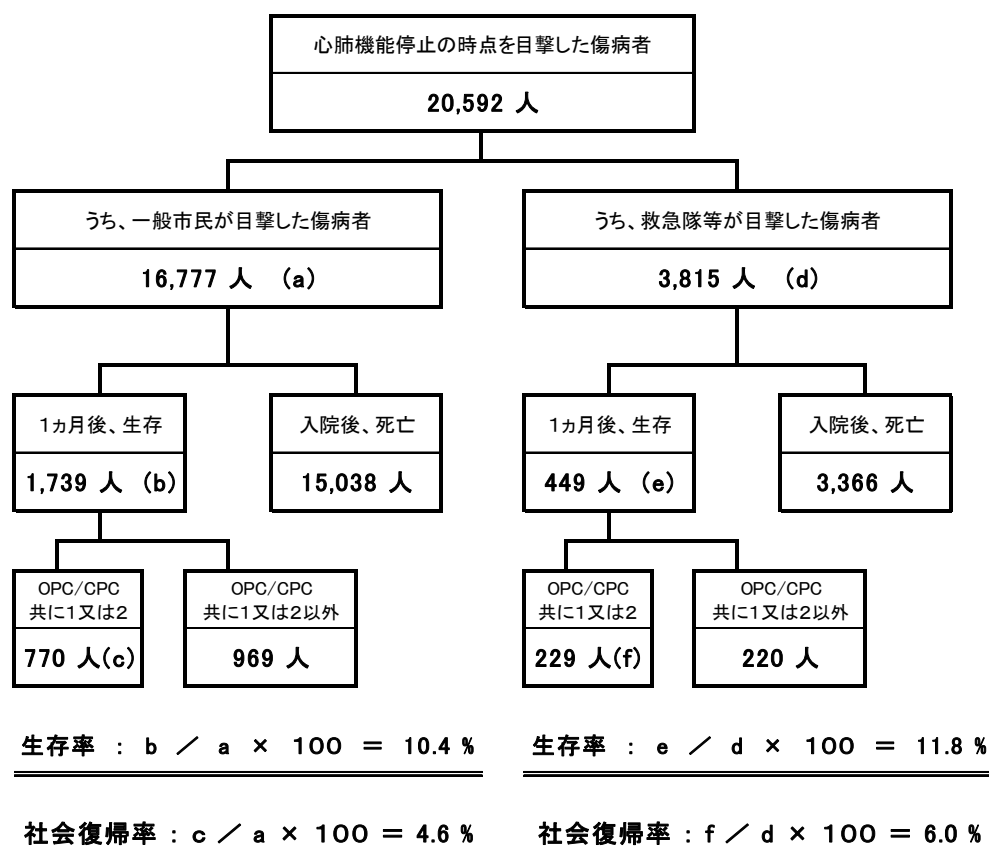 心肺機能停止の時点を目撃した傷病者
20,592 人
うち、一般市民が目撃した傷病者
16,777 人 (a)
うち、救急隊等が目撃した傷病者
3,815 人 (d)
1ヵ月後、生存
1,739 人 (b)
入院後、死亡
15,038 人
1ヵ月後、生存
449 人 (e)
入院後、死亡
3,366 人
OPC/CPC
共に1又は2
770 人(c)
OPC/CPC
共に1又は2以外
969 人
OPC/CPC
共に1又は2
229 人(f)
OPC/CPC
共に1又は2以外
220 人
生存率 : b / a × 100 = 10.4 %
生存率 : e / d × 100 = 11.8 %
社会復帰率 : c / a × 100 = 4.6 %
社会復帰率 : f / d × 100 = 6.0 %